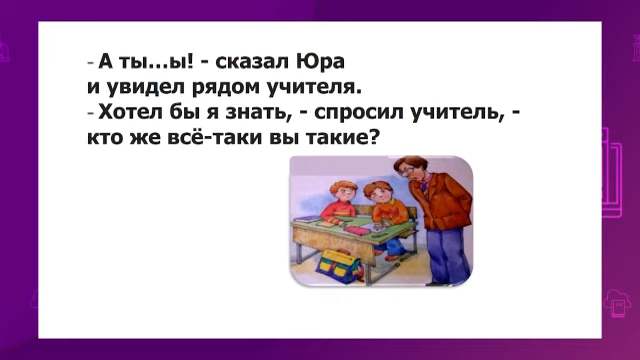 - А ты...ы! - сказал Юра
и увидел рядом учителя.
- Хотел бы я знать, - спросил учитель, -
кто же всё-таки вы такие?